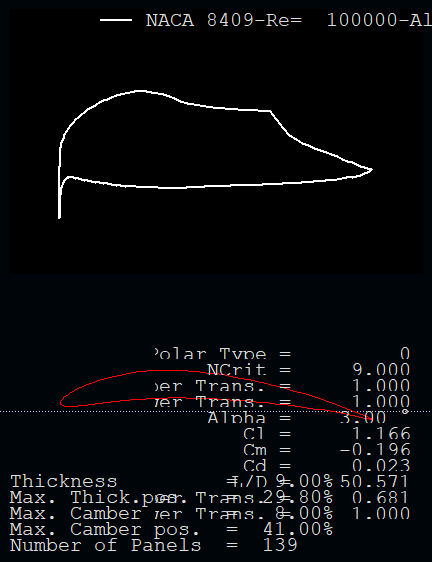 NACA 8409-Re= 100000-Al
Polar Type = 0
NCrit = 9.000
per Trans. = 1.000
wer Trans. = 1.000
Alpha = 3.00 °
Cl 1.166
Cm = -0.196
Cd = 0.023
L/D = 50.571
per Trans. = 0.681
wer Trans. = 1.000
Thickness = 9.00%
Max. Thick.pos. = 29.80%
Max. Camber = 8.00%
Max. Camber pos. = 41.00%
Number of Panels = 139